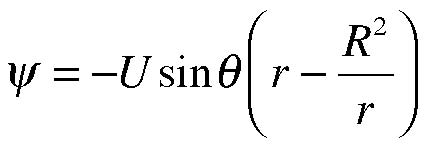 ψ = −U sin θ ( r − R² / r )